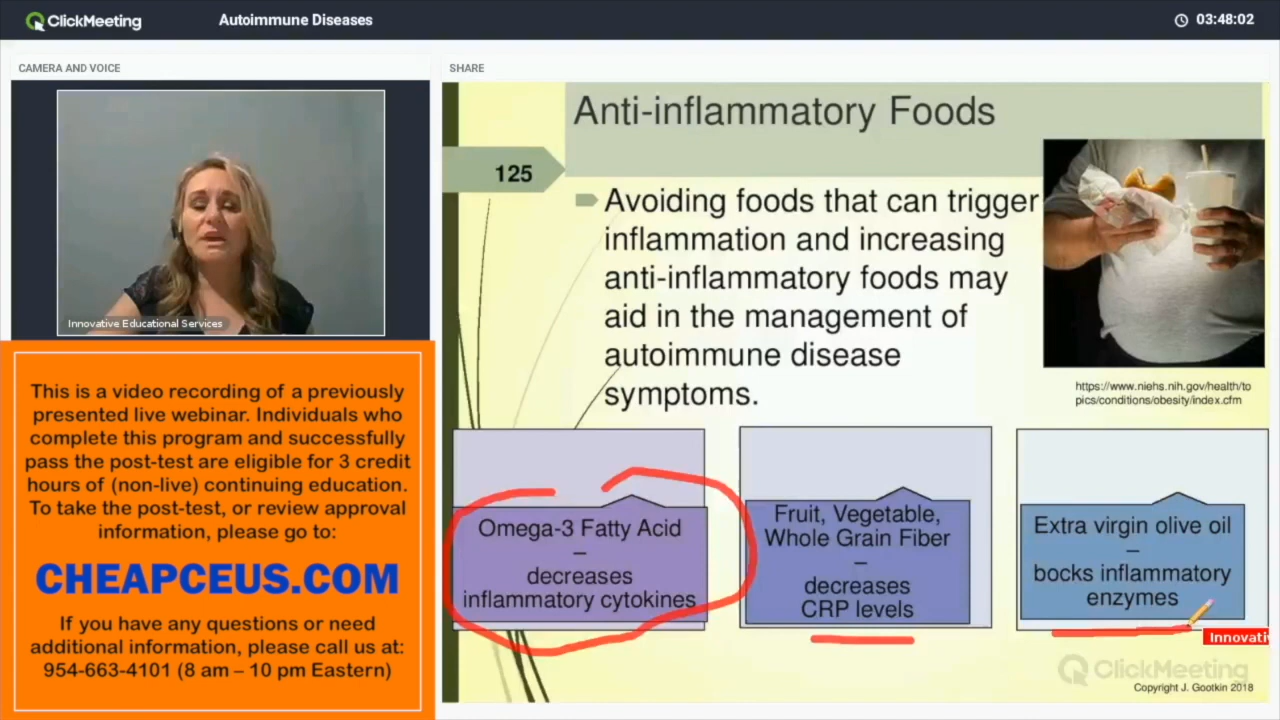 ClickMeeting
Autoimmune Diseases
03:48:02
CAMERA AND VOICE
SHARE
Innovative Educational Services
This is a video recording of a previously
presented live webinar. Individuals who
complete this program and successfully
pass the post-test are eligible for 3 credit
hours of (non-live) continuing education.
To take the post-test, or review approval
information, please go to:
CHEAPCEUS.COM
If you have any questions or need
additional information, please call us at:
954-663-4101 (8 am – 10 pm Eastern)
Anti-inflammatory Foods
125
Avoiding foods that can trigger
inflammation and increasing
anti-inflammatory foods may
aid in the management of
autoimmune disease
symptoms.
https://www.niehs.nih.gov/health/to
pics/conditions/obesity/index.cfm
Omega-3 Fatty Acid
–
decreases
inflammatory cytokines
Fruit, Vegetable,
Whole Grain Fiber
–
decreases
CRP levels
Extra virgin olive oil
–
bocks inflammatory
enzymes
Innovati
ClickMeeting
Copyright J. Gootkin 2018